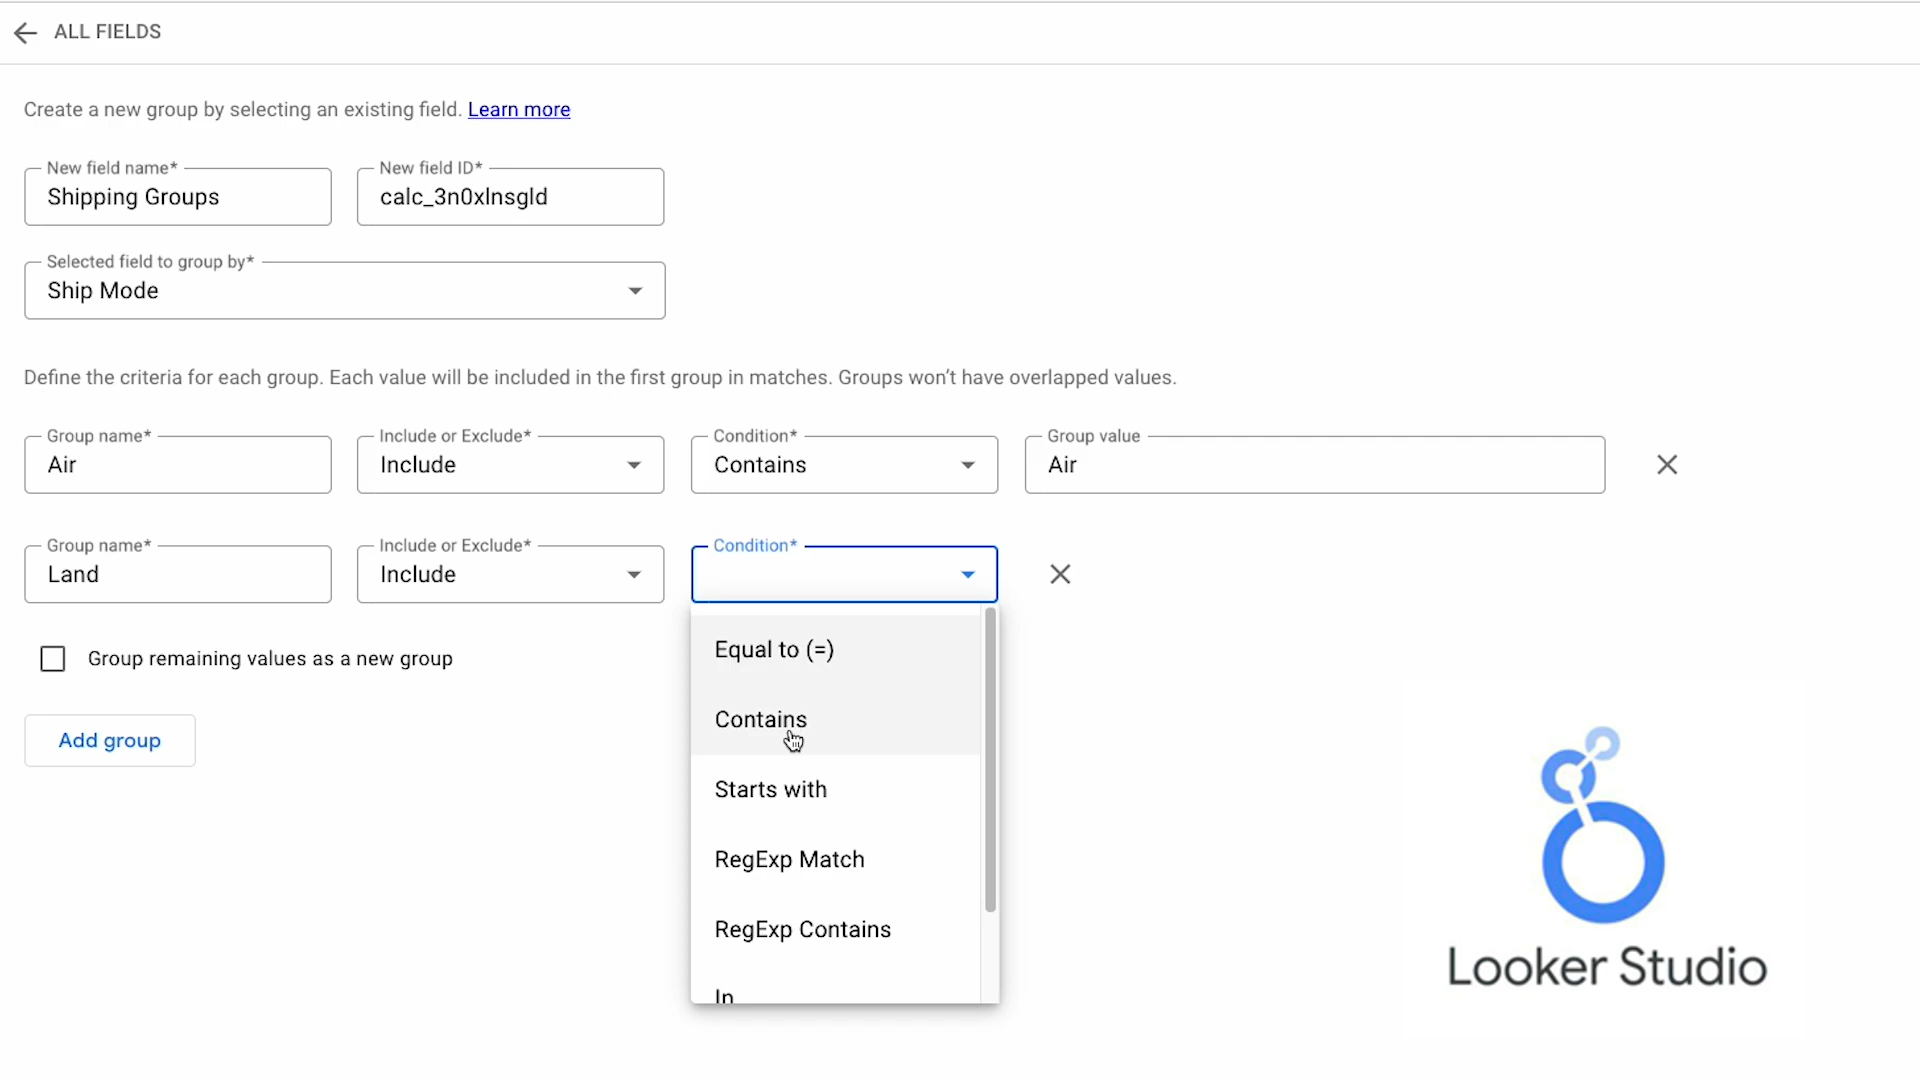 ALL FIELDS
Create a new group by selecting an existing field. Learn more
New field name* New field ID*
Shipping Groups calc_3n0xlnsgld
Selected field to group by*
Ship Mode
Define the criteria for each group. Each value will be included in the first group in matches. Groups won't have overlapped values.
Group name* Include or Exclude* Condition* Group value
Air Include Contains Air
Group name* Include or Exclude* Condition*
Land Include
Equal to (=)
Group remaining values as a new group
Contains
Add group
Starts with
RegExp Match
RegExp Contains
In
Looker Studio